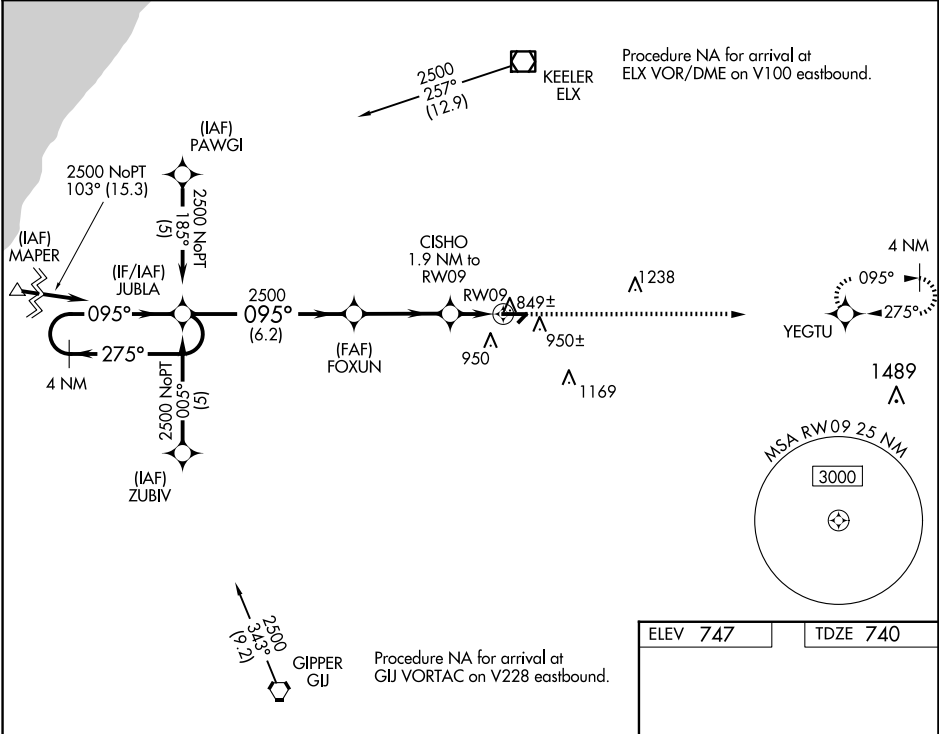 Procedure NA for arrival at
ELX VOR/DME on V100 eastbound.
KEELER
ELX
2500
257°
(12.9)
(IAF)
PAWGI
2500 NoPT
103° (15.3)
2500 NoPT
185°
(5)
(IAF)
MAPER
(IF/IAF)
JUBLA
095°
275°
4 NM
2500
095°
(6.2)
(FAF)
FOXUN
CISHO
1.9 NM to
RW09
RW09
849±
950
950±
1238
1169
4 NM
095°
275°
YEGTU
1489
2500 NoPT
005°
(5)
(IAF)
ZUBIV
MSA RW09 25 NM
3000
2500
343°
(9.2)
GIPPER
GIJ
Procedure NA for arrival at
GIJ VORTAC on V228 eastbound.
ELEV 747
TDZE 740